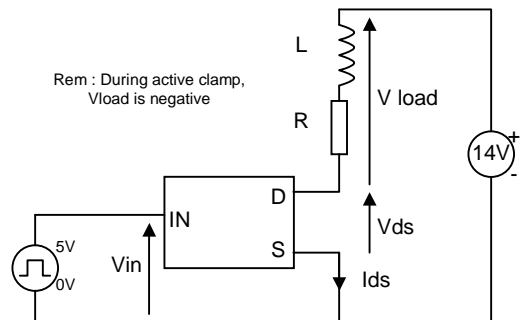 Rem : During active clamp,
Vload is negative
L
R
V load
14V
+
-
D
IN
S
Vds
5V
0V
Vin
Ids